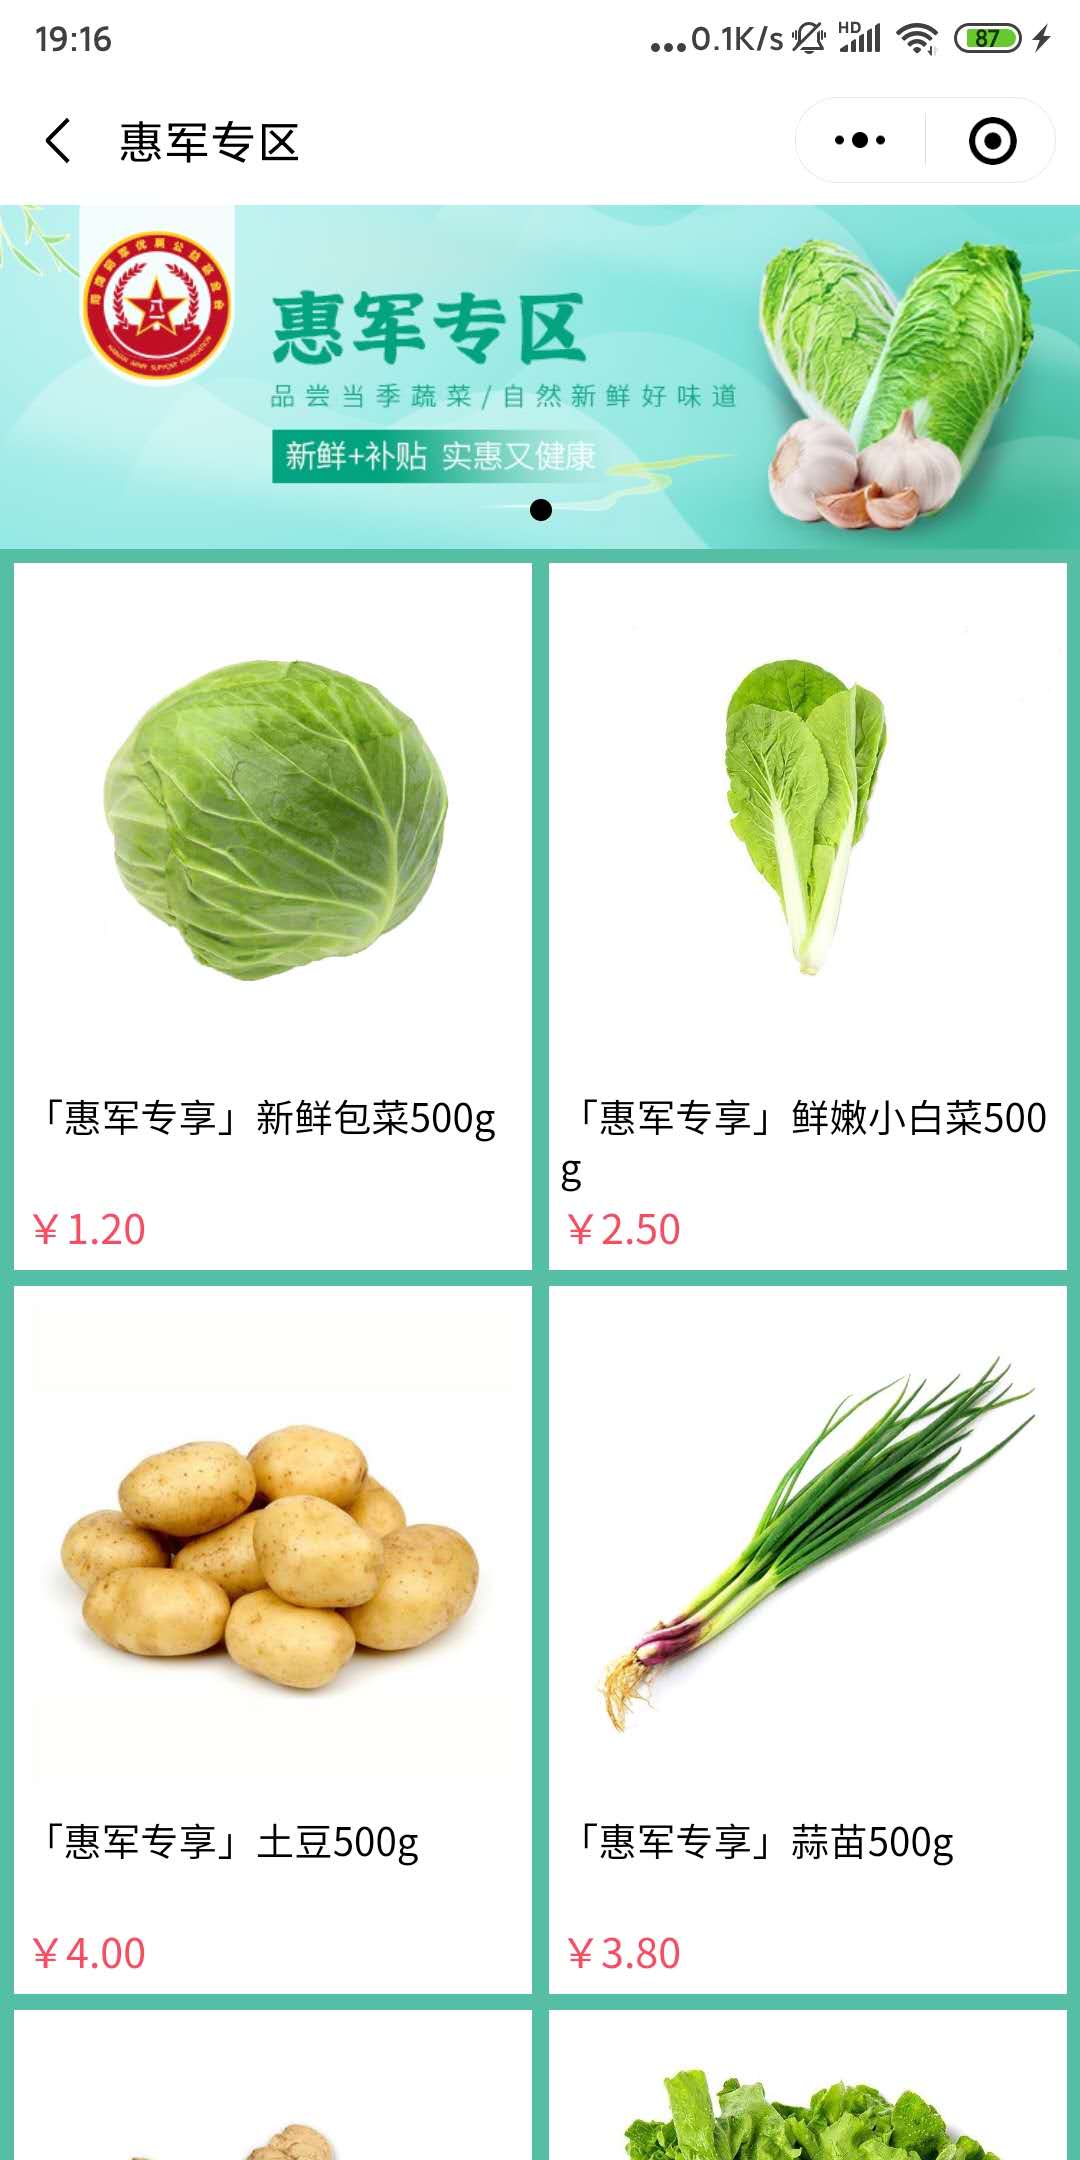 19:16
...0.1K/s
HD
87
惠军专区
惠军专区
品尝当季蔬菜/自然新鲜好味道
新鲜+补贴 实惠又健康
「惠军专享」新鲜包菜500g
¥1.20
「惠军专享」鲜嫩小白菜500
g
¥2.50
「惠军专享」土豆500g
¥4.00
「惠军专享」蒜苗500g
¥3.80